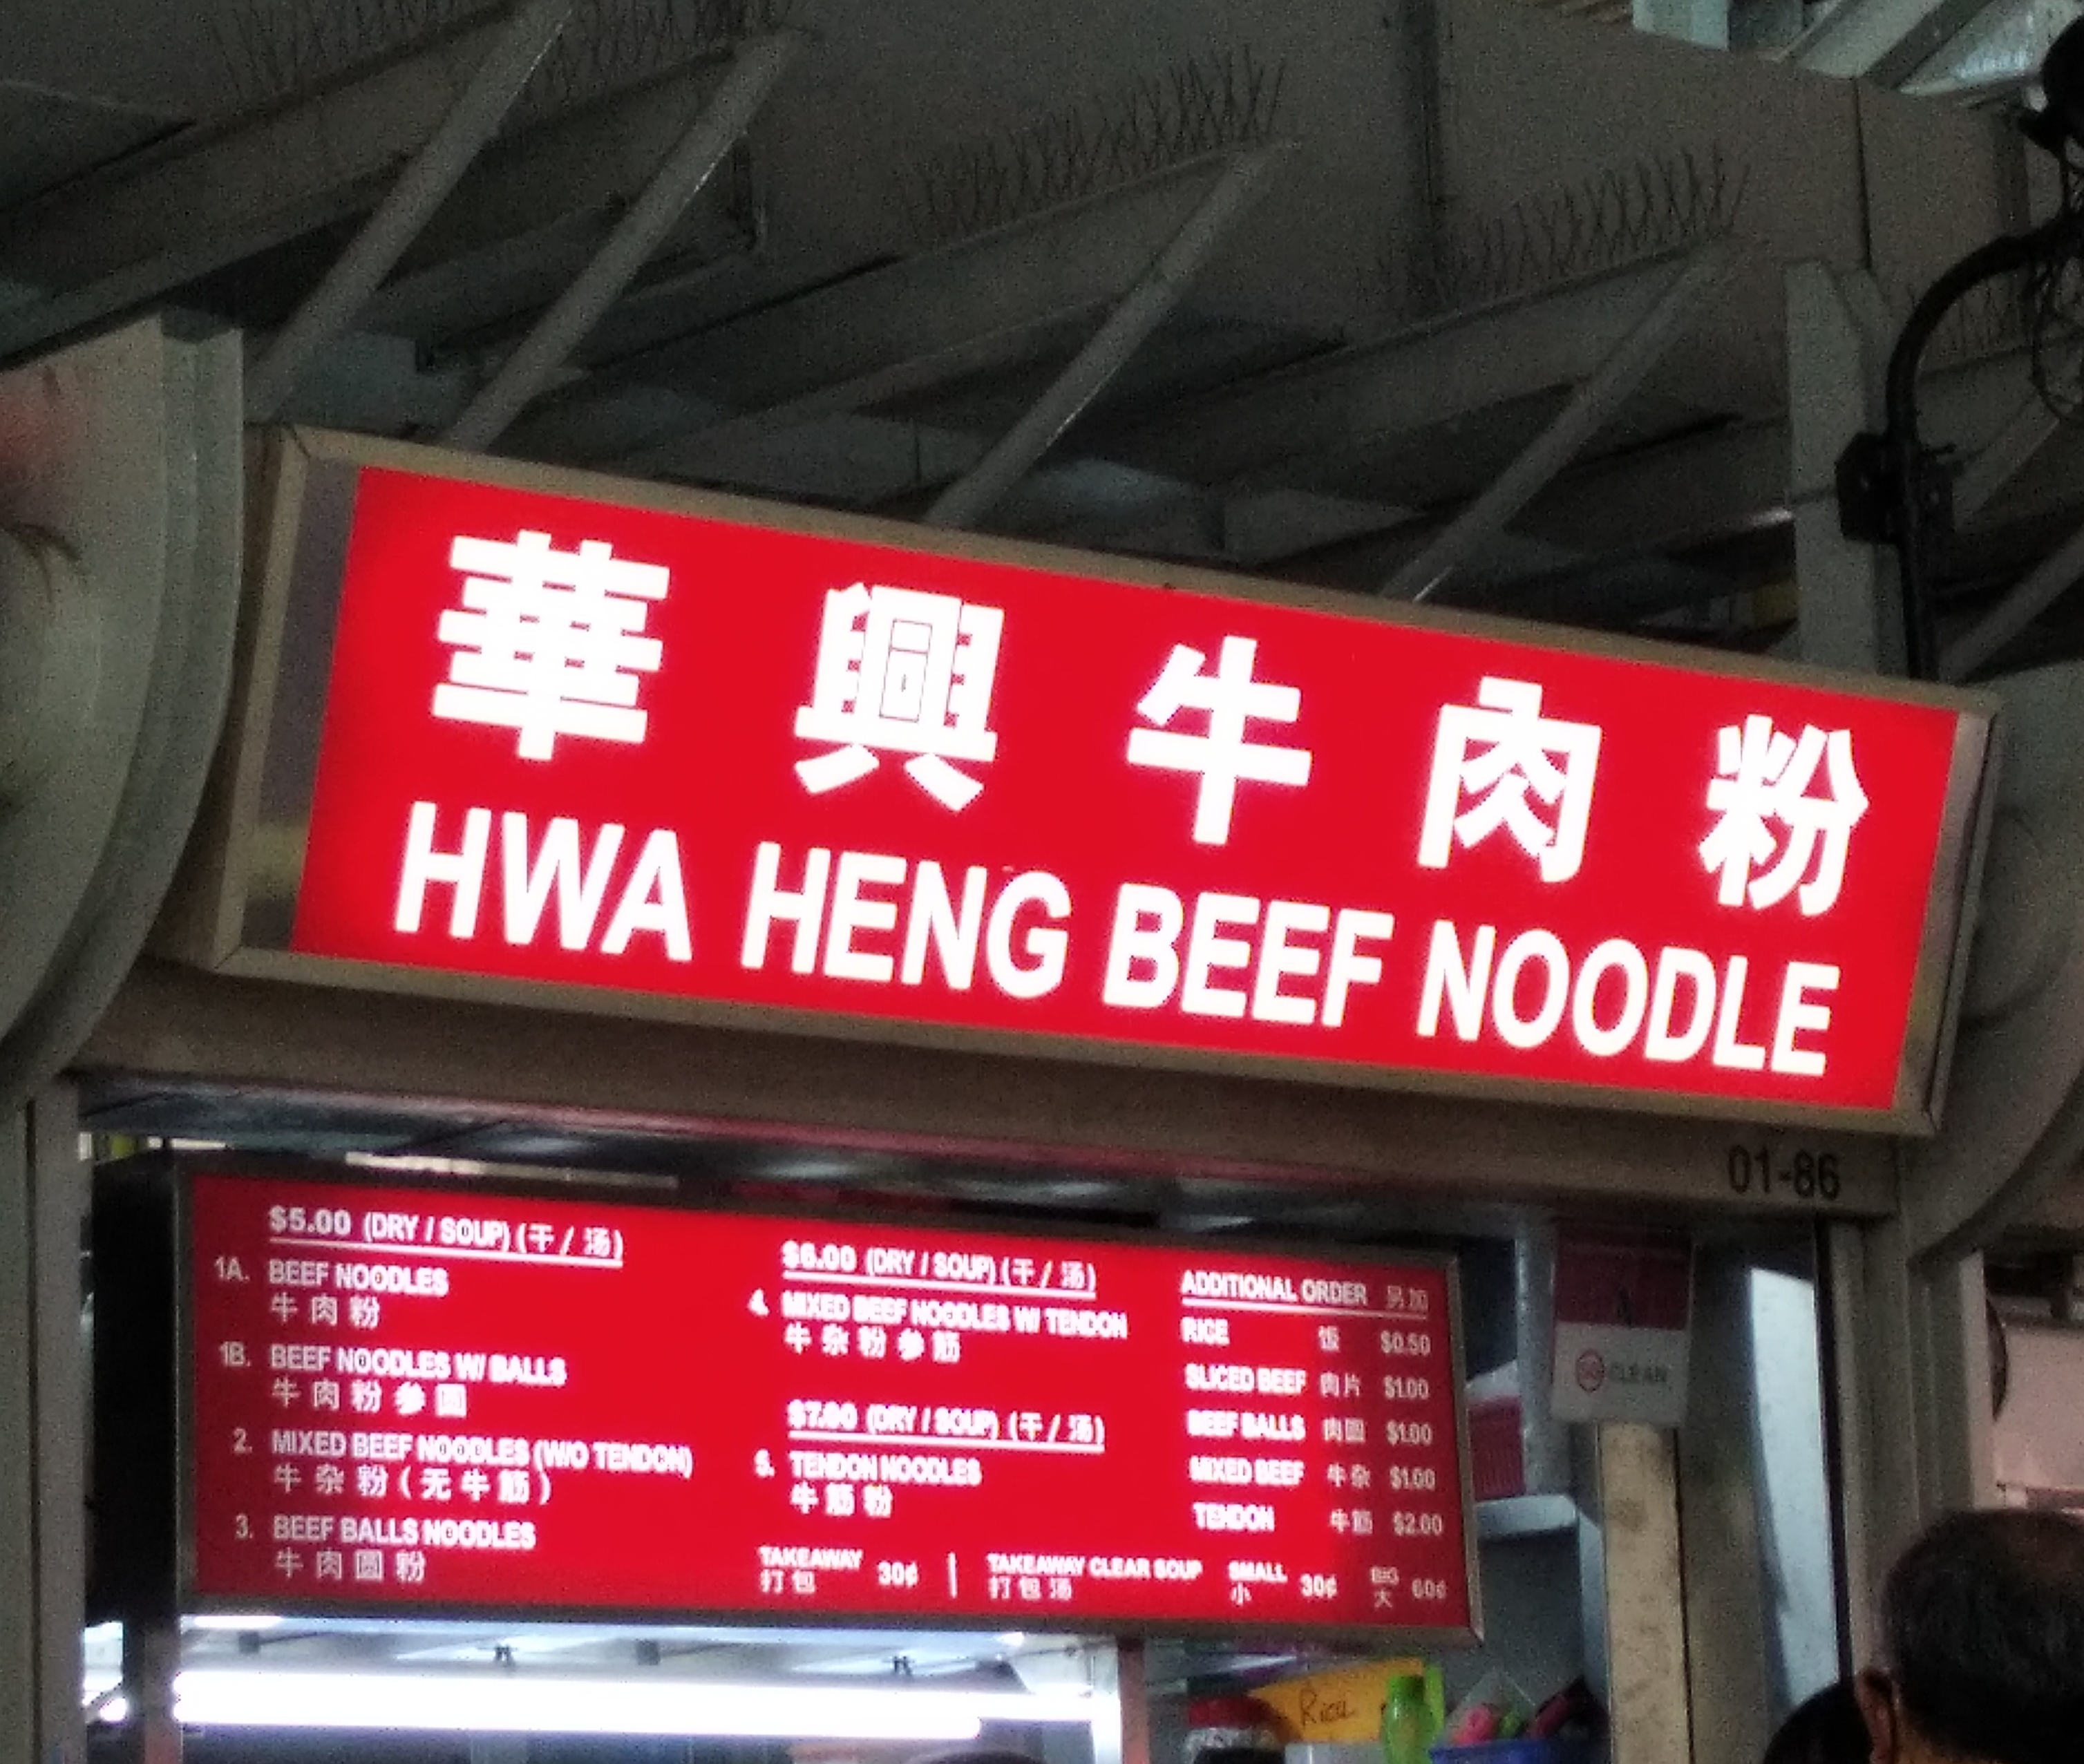 華興牛肉粉
HWA HENG BEEF NOODLE
01-86
$5.00 (DRY / SOUP) (干 / 汤)
1A. BEEF NOODLES
牛肉粉
1B. BEEF NOODLES W/ BALLS
牛肉粉参圆
2. MIXED BEEF NOODLES (W/O TENDON)
牛杂粉(无牛筋)
3. BEEF BALLS NOODLES
牛肉圆粉
$6.00 (DRY / SOUP) (干 / 汤)
4. MIXED BEEF NOODLES W/ TENDON
牛杂粉参筋
$7.00 (DRY / SOUP) (干 / 汤)
5. TENDON NOODLES
牛筋粉
ADDITIONAL ORDER 另加
RICE 饭 $0.50
SLICED BEEF 肉片 $1.00
BEEF BALLS 肉圆 $1.00
MIXED BEEF 牛杂 $1.00
TENDON 牛筋 $2.00
TAKEAWAY 30¢ | TAKEAWAY CLEAR SOUP SMALL 30¢ BIG 60¢
打包 打包汤 小 大
A
CLEAN